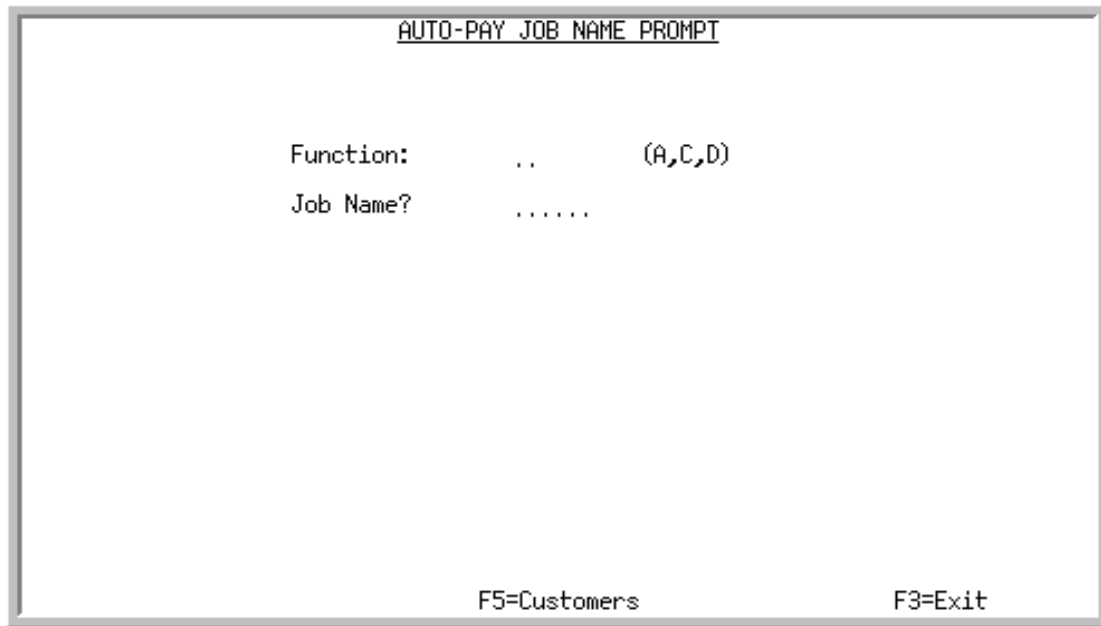 AUTO-PAY JOB NAME PROMPT
Function: .. (A,C,D)
Job Name? ......
F5=Customers F3=Exit